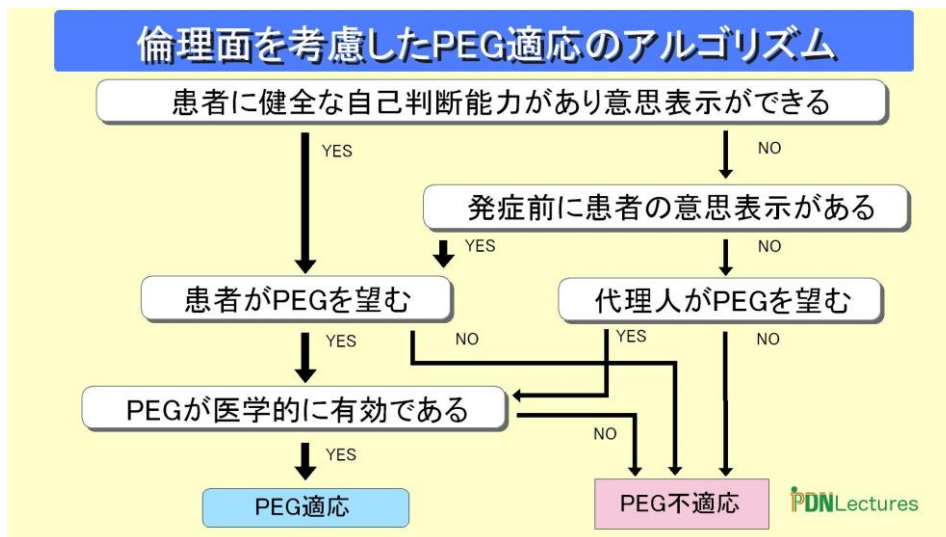 倫理面を考慮したPEG適応のアルゴリズム
患者に健全な自己判断能力があり意思表示ができる
YES
NO
発症前に患者の意思表示がある
YES
NO
患者がPEGを望む
代理人がPEGを望む
YES
NO
YES
NO
PEGが医学的に有効である
NO
YES
PEG適応
PEG不適応
PDNLectures